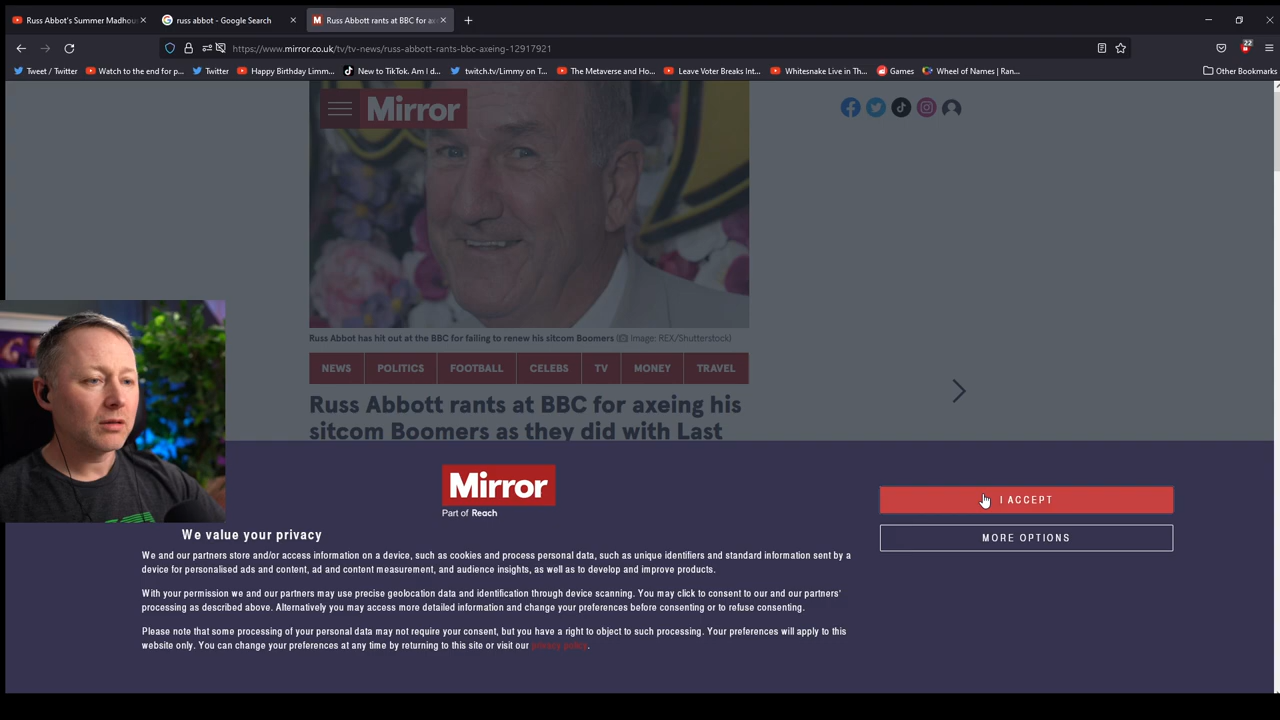 Russ Abbot's Summer Madhou
russ abbot - Google Search
Russ Abbott rants at BBC for ax
https://www.mirror.co.uk/tv/tv-news/russ-abbott-rants-bbc-axeing-12917921
22
Tweet / Twitter
Watch to the end for p...
Twitter
Happy Birthday Limm...
New to TikTok. Am I d...
twitch.tv/Limmy on T...
The Metaverse and Ho...
Leave Voter Breaks Int...
Whitesnake Live in Th...
Games
Wheel of Names | Ran...
Other Bookmarks
Mirror
Russ Abbot has hit out at the BBC for failing to renew his sitcom Boomers (Image: REX/Shutterstock)
NEWS POLITICS FOOTBALL CELEBS TV MONEY TRAVEL
Russ Abbott rants at BBC for axeing his
sitcom Boomers as they did with Last
Mirror
Part of Reach
I ACCEPT
MORE OPTIONS
We value your privacy
We and our partners store and/or access information on a device, such as cookies and process personal data, such as unique identifiers and standard information sent by a
device for personalised ads and content, ad and content measurement, and audience insights, as well as to develop and improve products.
With your permission we and our partners may use precise geolocation data and identification through device scanning. You may click to consent to our and our partners'
processing as described above. Alternatively you may access more detailed information and change your preferences before consenting or to refuse consenting.
Please note that some processing of your personal data may not require your consent, but you have a right to object to such processing. Your preferences will apply to this
website only. You can change your preferences at any time by returning to this site or visit our privacy policy.